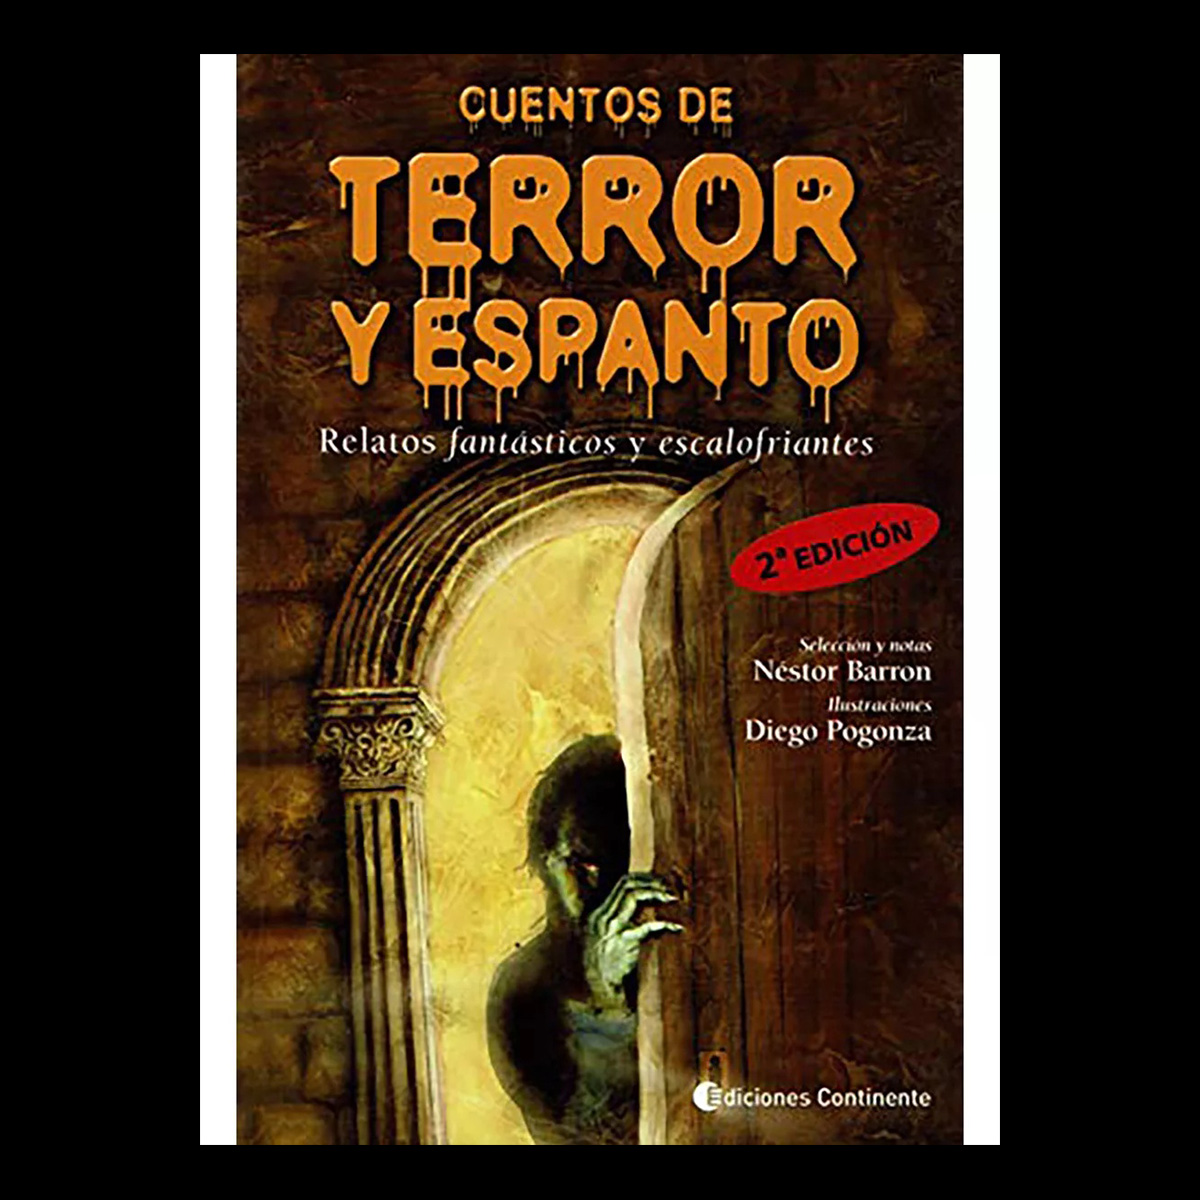 CUENTOS DE
TERROR
Y ESPANTO
Relatos fantásticos y escalofriantes
2ª EDICIÓN
Selección y notas
Néstor Barron
Ilustraciones
Diego Pogonza
Ediciones Continente